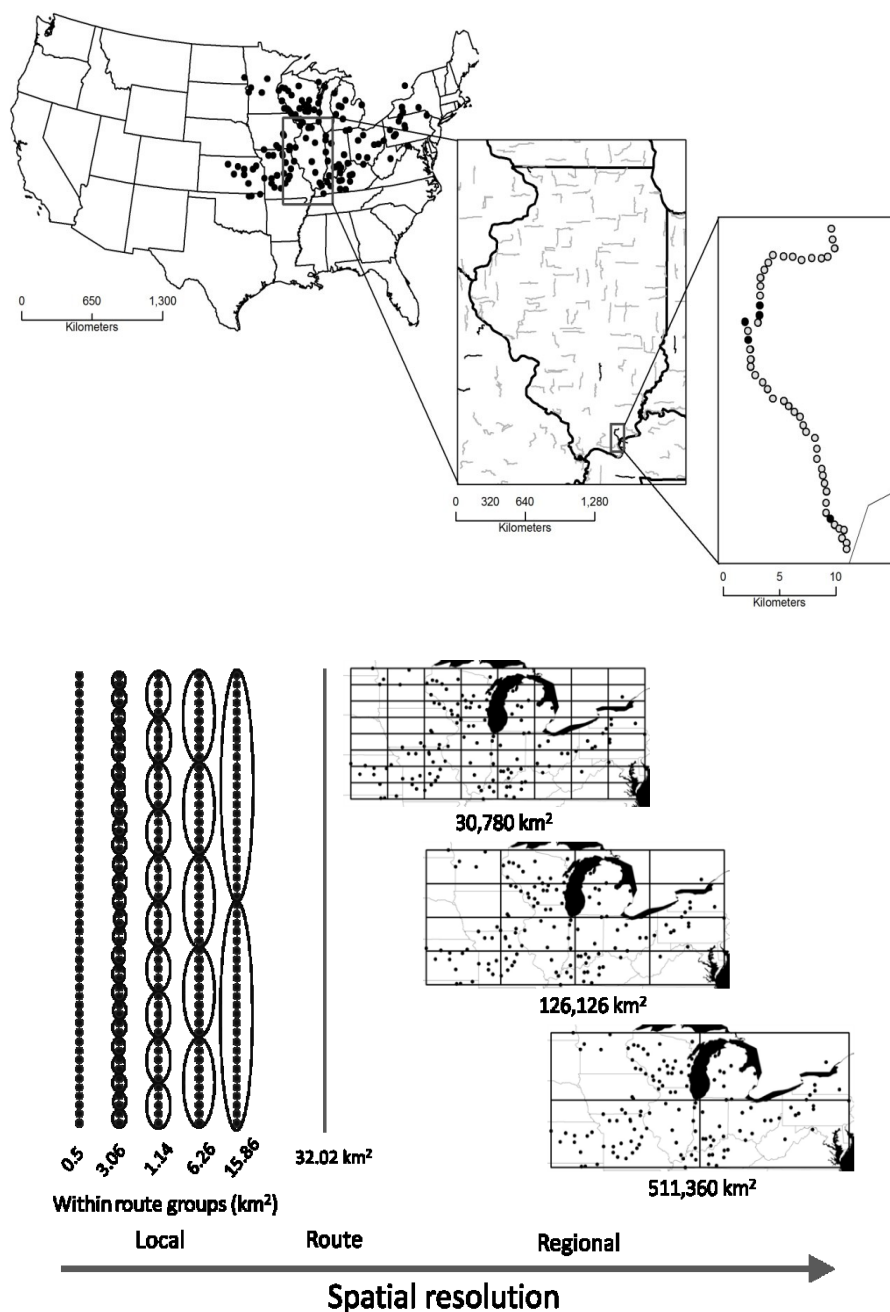 0 650 1,300
Kilometers
0 320 640 1,280
Kilometers
0 5 10
Kilometers
30,780 km²
126,126 km²
511,360 km²
0.5 3.06 1.14 6.26 15.86 32.02 km²
Within route groups (km²)
Local Route Regional
Spatial resolution